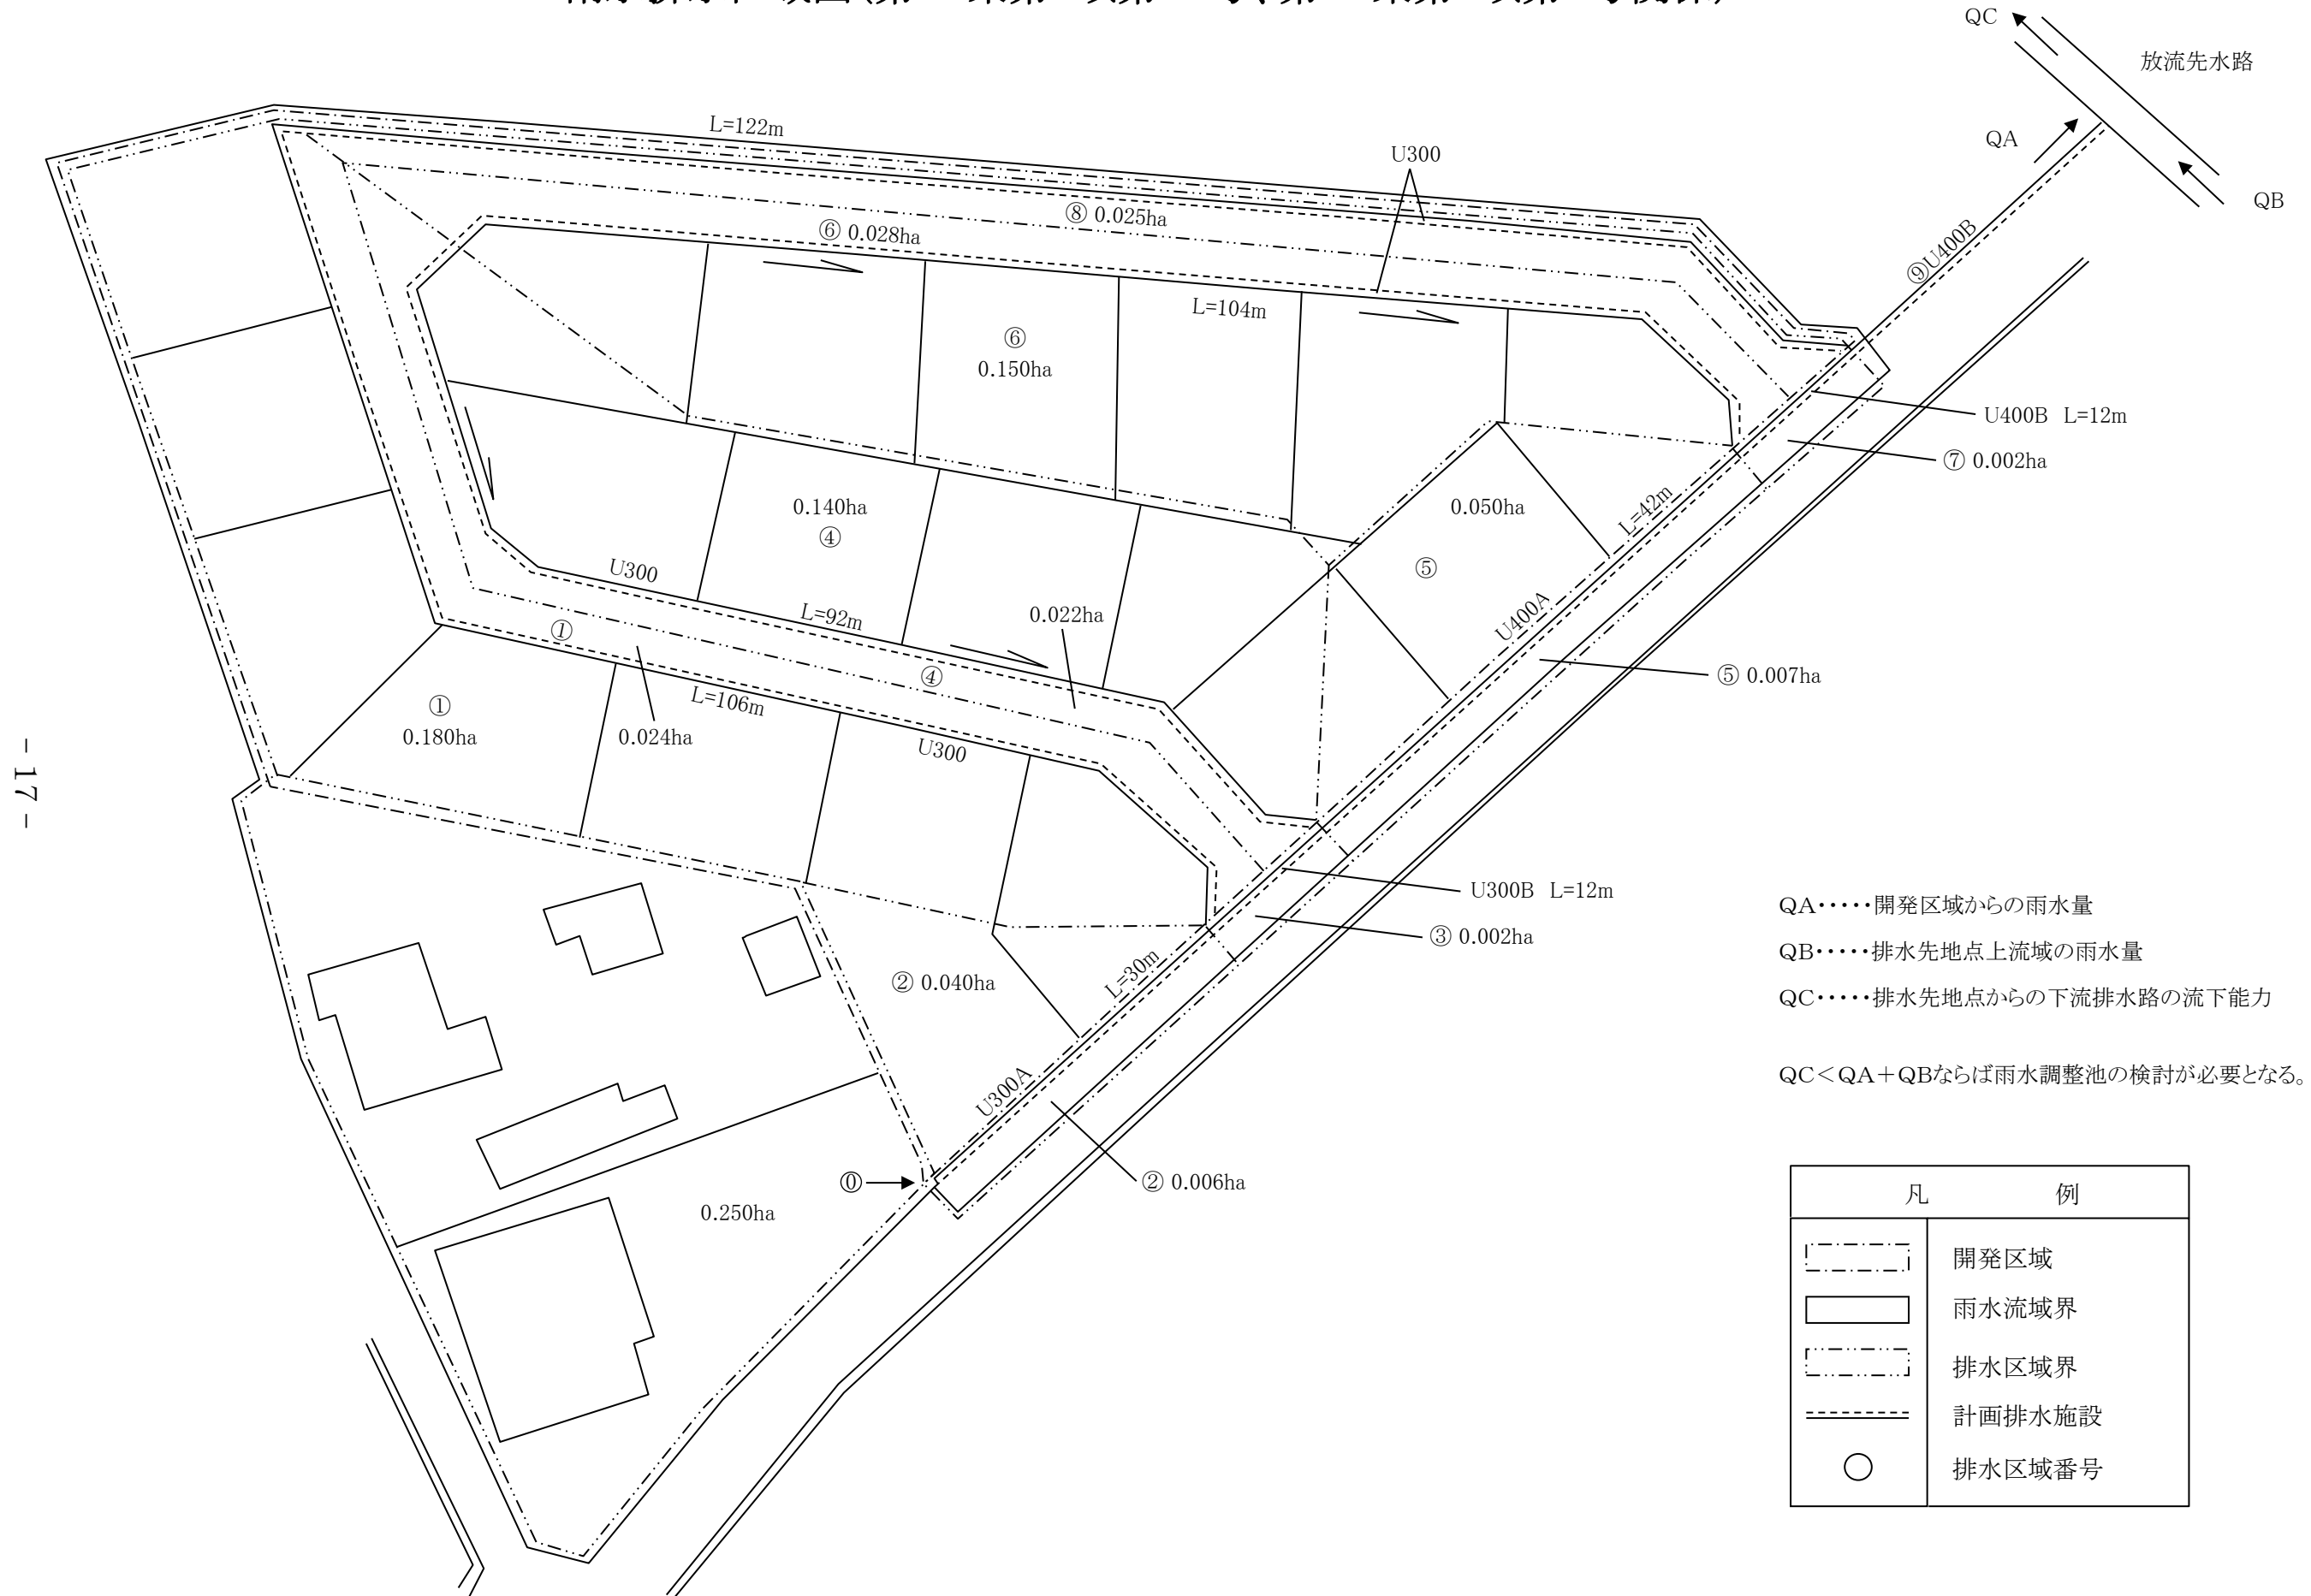 QC
放流先水路
QA
QB
L=122m
U300
⑧ 0.025ha
⑥ 0.028ha
⑨U400B
L=104m
⑥
0.150ha
U400B L=12m
⑦ 0.002ha
0.140ha
④
0.050ha
⑤
L=42m
U300
L=92m
0.022ha
U400A
①
④
⑤ 0.007ha
①
0.180ha
0.024ha
L=106m
U300
- 17 -
U300B L=12m
③ 0.002ha
② 0.040ha
L=30m
U300A
⓪
② 0.006ha
0.250ha
QA・・・・・開発区域からの雨水量
QB・・・・・排水先地点上流域の雨水量
QC・・・・・排水先地点からの下流排水路の流下能力
QC＜QA＋QBならば雨水調整池の検討が必要となる。
凡 例
開発区域
雨水流域界
排水区域界
計画排水施設
排水区域番号